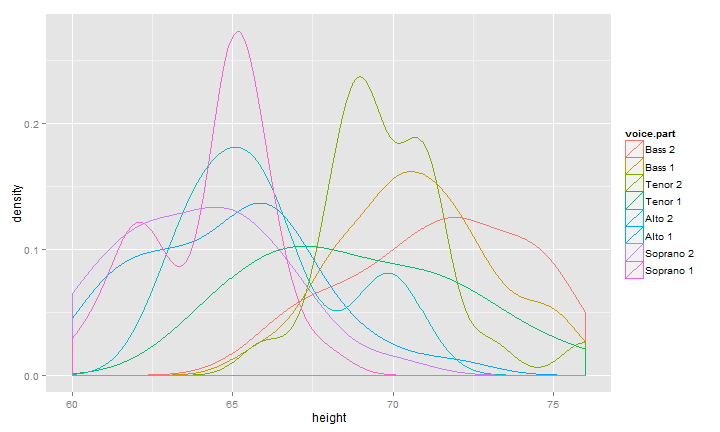 density
0.2
0.1
0.0
60
65
70
75
height
voice.part
Bass 2
Bass 1
Tenor 2
Tenor 1
Alto 2
Alto 1
Soprano 2
Soprano 1